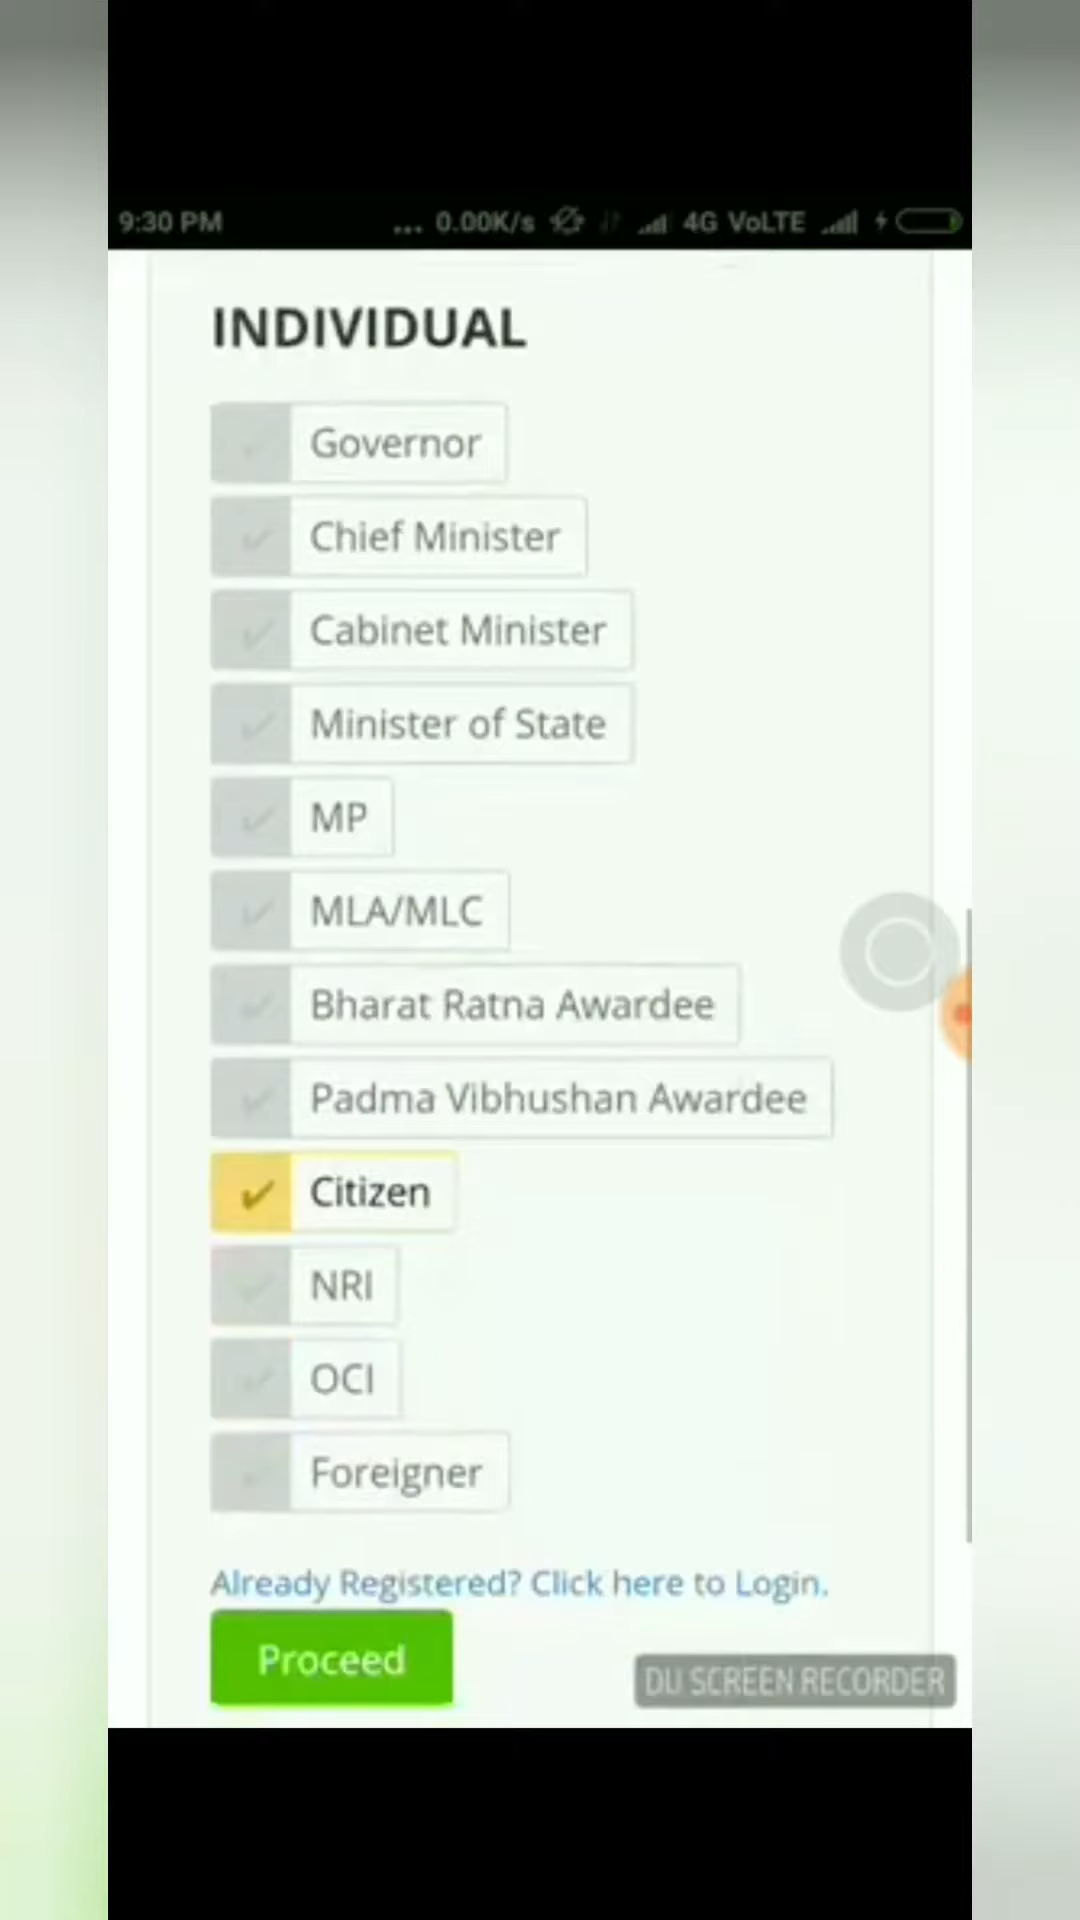 9:30 PM ... 0.00K/s 4G VoLTE
INDIVIDUAL
Governor
Chief Minister
Cabinet Minister
Minister of State
MP
MLA/MLC
Bharat Ratna Awardee
Padma Vibhushan Awardee
Citizen
NRI
OCI
Foreigner
Already Registered? Click here to Login.
Proceed
DU SCREEN RECORDER